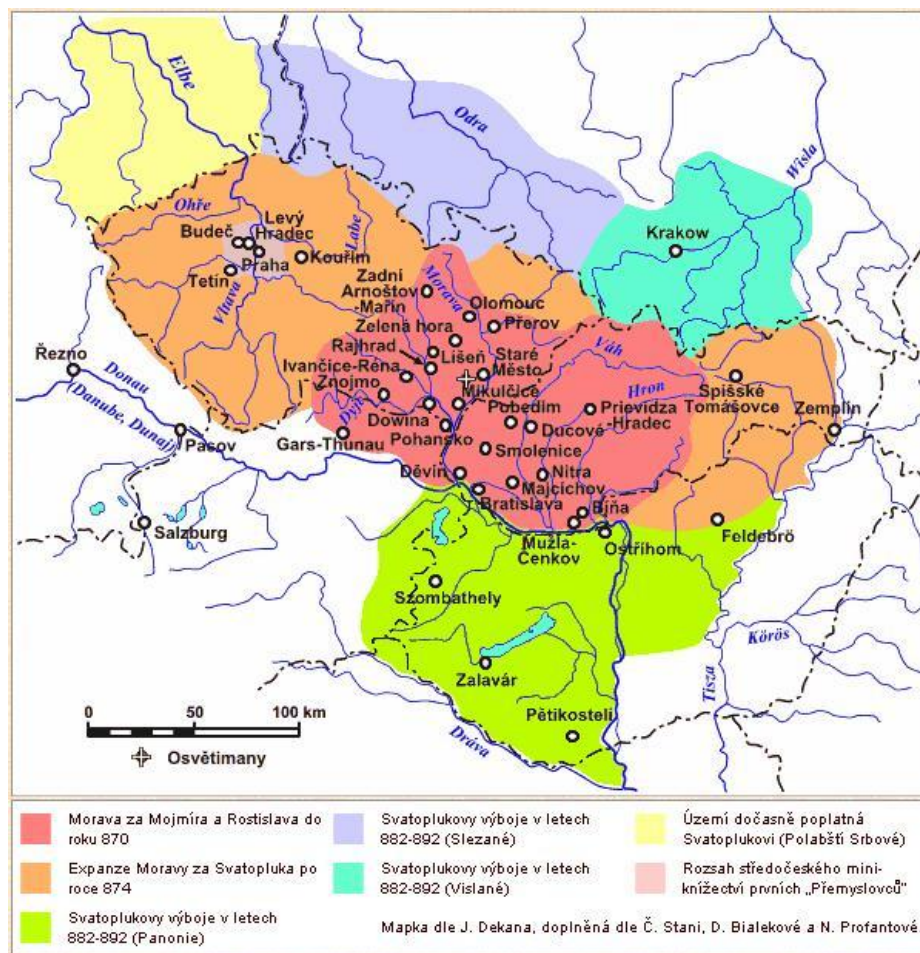 Elbe
Odra
Wisla
Ohře
Levý
Budeč Hradec
Praha
Kouřim
Labe
Tetín
Vltava
Krakow
Zadní
Arnoštov
-Mařín
Morava
Olomouc
Zelená hora
Přerov
Rajhrad
Líšeň
Staré
Město
Ivančice-Réna
Znojmo
Mikulčice
Váh
Hron
Spišské
Tomášovce
Zemplín
Řezno
Donau
(Danube, Dunaj)
Pasov
Dyje
Dowina
Pohansko
Pobedim
Ducové
Prievidza
-Hradec
Gars-Thunau
Smolenice
Děvín
Nitra
Majcichov
Bratislava
Bíňa
Salzburg
Mužla-
Čenkov
Ostříhom
Feldebrö
Szombathely
Körös
Tisza
Zalavár
Pětikostelí
Dráva
0 50 100 km
Osvětimany
Morava za Mojmíra a Rostislava do
roku 870
Expanze Moravy za Svatopluka po
roce 874
Svatoplukovy výboje v letech
882-892 (Panonie)
Svatoplukovy výboje v letech
882-892 (Slezané)
Svatoplukovy výboje v letech
882-892 (Vislané)
Území dočasně poplatná
Svatoplukovi (Polabští Srbové)
Rozsah středočeského mini-
knížectví prvních „Přemyslovců“
Mapka dle J. Dekana, doplněná dle Č. Stani, D. Bialekové a N. Profantové.